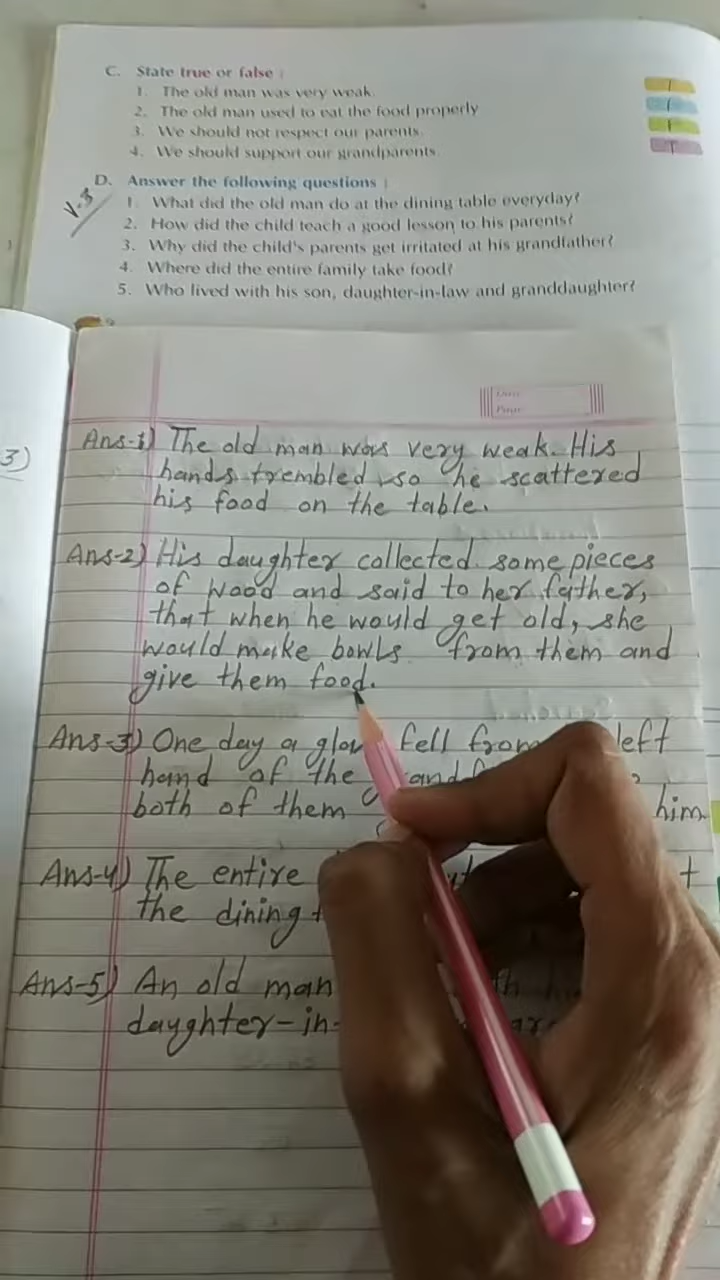 C. State true or false :
1. The old man was very weak.
2. The old man used to eat the food properly
3. We should not respect our parents.
4. We should support our grandparents.
V.3
D. Answer the following questions :
1. What did the old man do at the dining table everyday?
2. How did the child teach a good lesson to his parents?
3. Why did the child's parents get irritated at his grandfather?
4. Where did the entire family take food?
5. Who lived with his son, daughter-in-law and granddaughter?
Date
Page
3)
Ans-1) The old man was very weak. His
hands trembled so he scattered
his food on the table.
Ans-2) His daughter collected some pieces
of wood and said to her father,
that when he would get old, she
would make bowls from them and
give them food.
Ans-3) One day a fell from left
hand of the
both of them him
Ans-4) The entire
the dining
Ans-5) An old man
daughter-in-